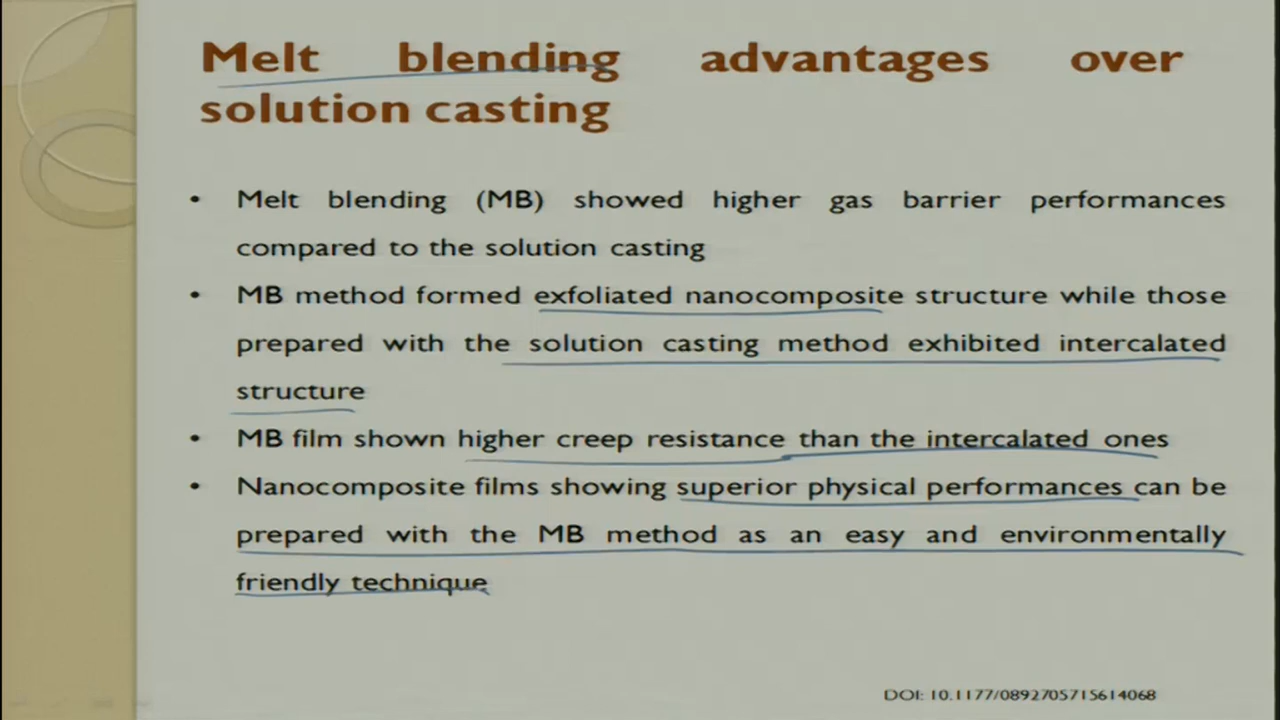 Melt blending advantages over
solution casting
• Melt blending (MB) showed higher gas barrier performances
compared to the solution casting
• MB method formed exfoliated nanocomposite structure while those
prepared with the solution casting method exhibited intercalated
structure
• MB film shown higher creep resistance than the intercalated ones
• Nanocomposite films showing superior physical performances can be
prepared with the MB method as an easy and environmentally
friendly technique
DOI: 10.1177/0892705715614068